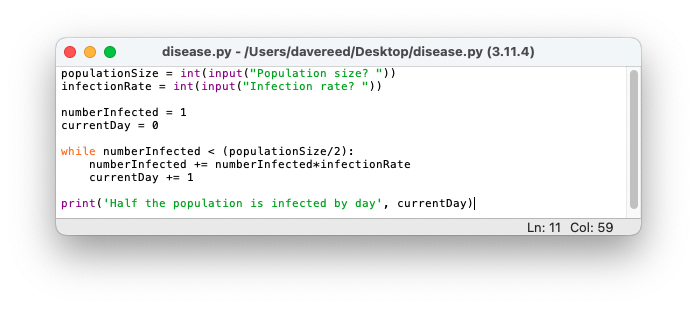 disease.py - /Users/davereed/Desktop/disease.py (3.11.4)
populationSize = int(input("Population size? "))
infectionRate = int(input("Infection rate? "))

numberInfected = 1
currentDay = 0

while numberInfected < (populationSize/2):
    numberInfected += numberInfected*infectionRate
    currentDay += 1

print('Half the population is infected by day', currentDay)
Ln: 11 Col: 59